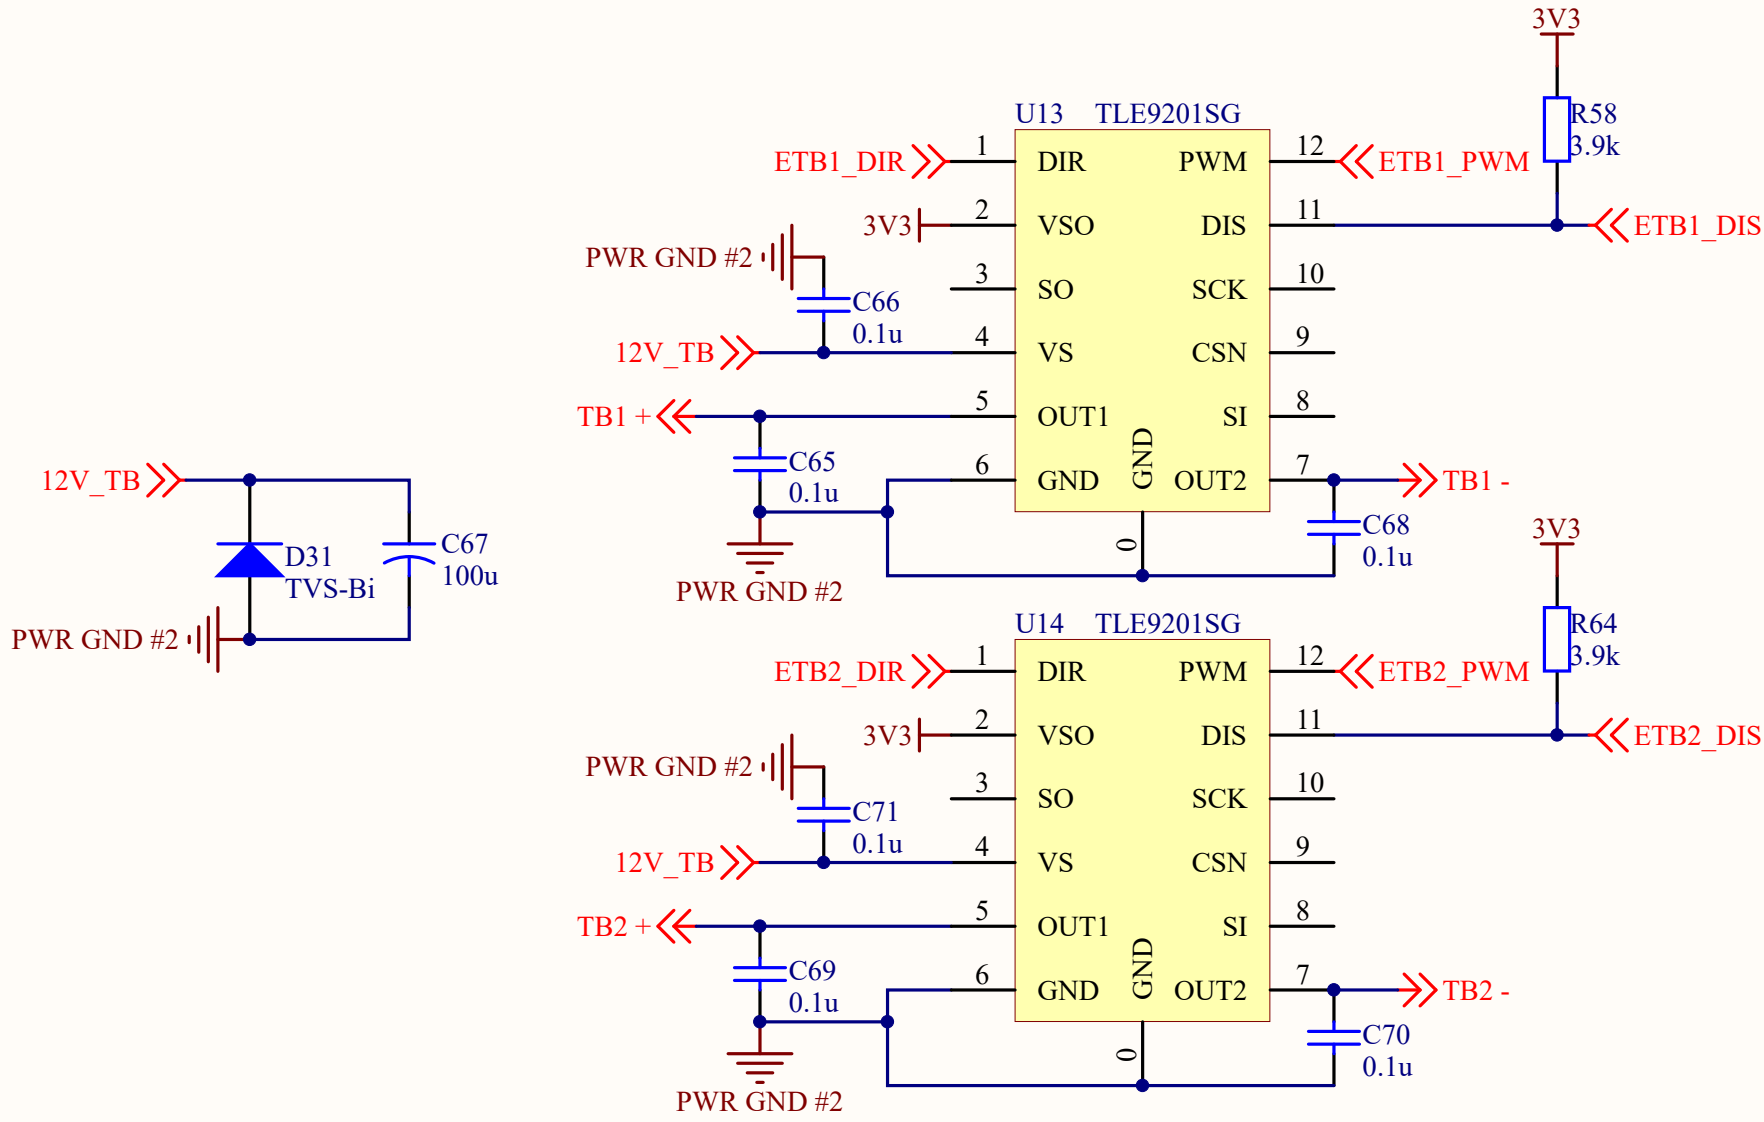 12V_TB
D31
TVS-Bi
C67
100u
PWR GND #2
3V3
R58
3.9k
U13 TLE9201SG
ETB1_DIR 1 DIR PWM 12 ETB1_PWM
3V3 2 VSO DIS 11 ETB1_DIS
PWR GND #2
3 SO SCK 10
C66
0.1u
12V_TB 4 VS CSN 9
TB1 + 5 OUT1 SI 8
C65
0.1u
6 GND GND OUT2 7 TB1 -
0
C68
0.1u
PWR GND #2
3V3
R64
3.9k
U14 TLE9201SG
ETB2_DIR 1 DIR PWM 12 ETB2_PWM
3V3 2 VSO DIS 11 ETB2_DIS
PWR GND #2
3 SO SCK 10
C71
0.1u
12V_TB 4 VS CSN 9
TB2 + 5 OUT1 SI 8
C69
0.1u
6 GND GND OUT2 7 TB2 -
0
C70
0.1u
PWR GND #2